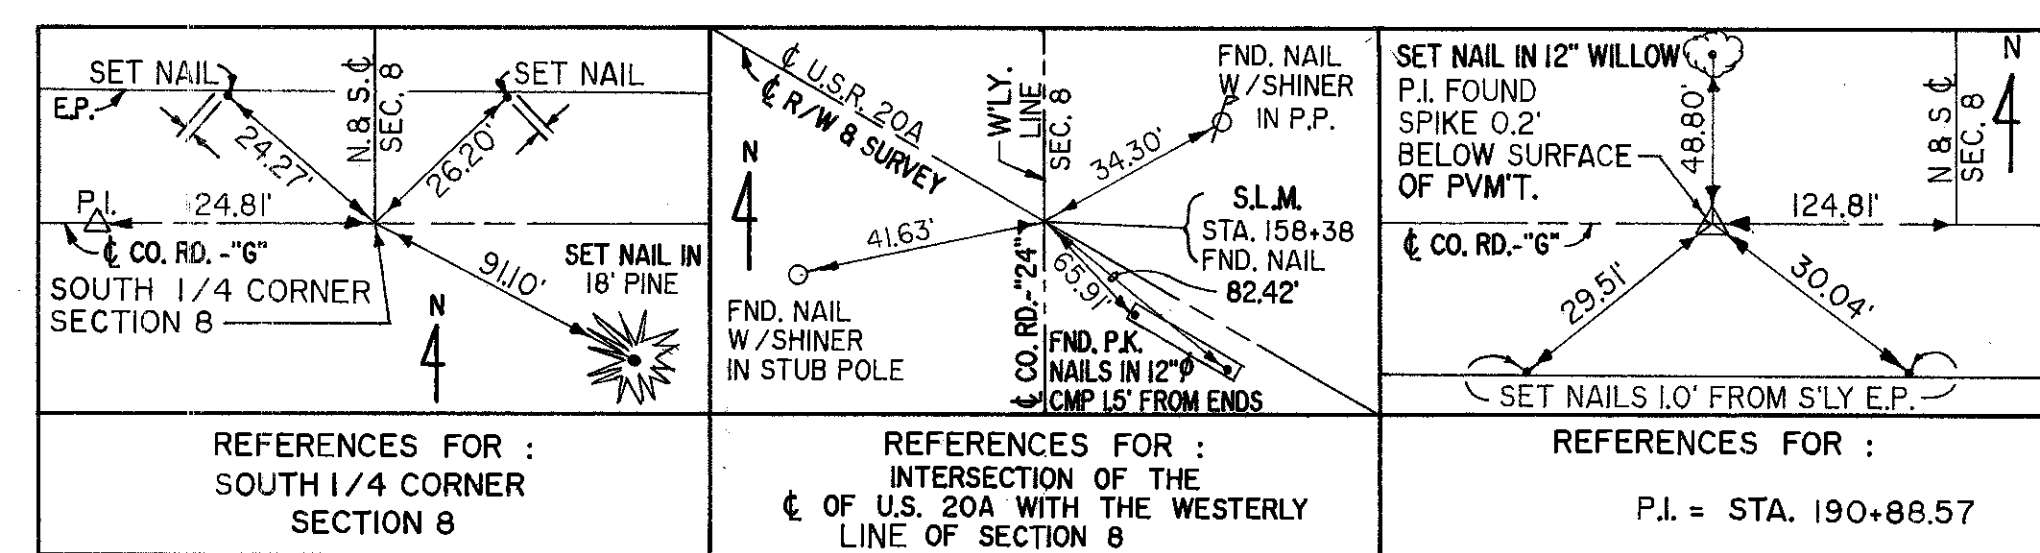 SET NAIL
SET NAIL
E.P.
24.27'
N. & S. ℄
SEC. 8
26.20'
P.I.
124.81'
℄ CO. RD. -"G"
SOUTH 1/4 CORNER
SECTION 8
91.10'
SET NAIL IN
18' PINE
N
REFERENCES FOR :
SOUTH 1/4 CORNER
SECTION 8
℄ U.S.R. 20A
℄ R/W & SURVEY
W'LY.
LINE
SEC. 8
FND. NAIL
W/SHINER
IN P.P.
34.30'
N
41.63'
S.L.M.
STA. 158+38
FND. NAIL
82.42'
65.91'
FND. NAIL
W/SHINER
IN STUB POLE
℄ CO. RD.-"24"
FND. P.K.
NAILS IN 12"Ø
CMP 1.5' FROM ENDS
REFERENCES FOR :
INTERSECTION OF THE
℄ OF U.S. 20A WITH THE WESTERLY
LINE OF SECTION 8
SET NAIL IN 12" WILLOW
P.I. FOUND
SPIKE 0.2'
BELOW SURFACE
OF PVM'T.
48.80'
N & S ℄
SEC. 8
N
124.81'
℄ CO. RD.-"G"
29.51'
30.04'
SET NAILS 1.0' FROM S'LY E.P.
REFERENCES FOR :
P.I. = STA. 190+88.57